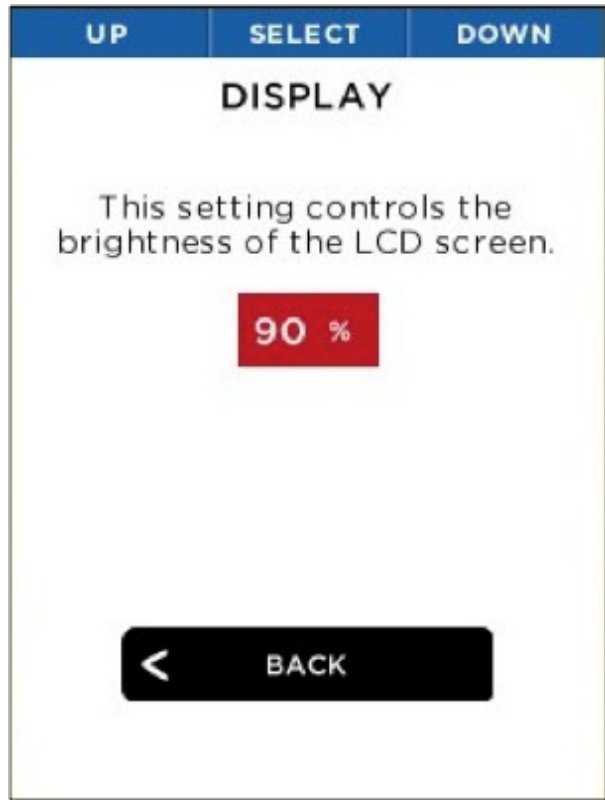 UP SELECT DOWN
DISPLAY
This setting controls the
brightness of the LCD screen.
90 %
< BACK